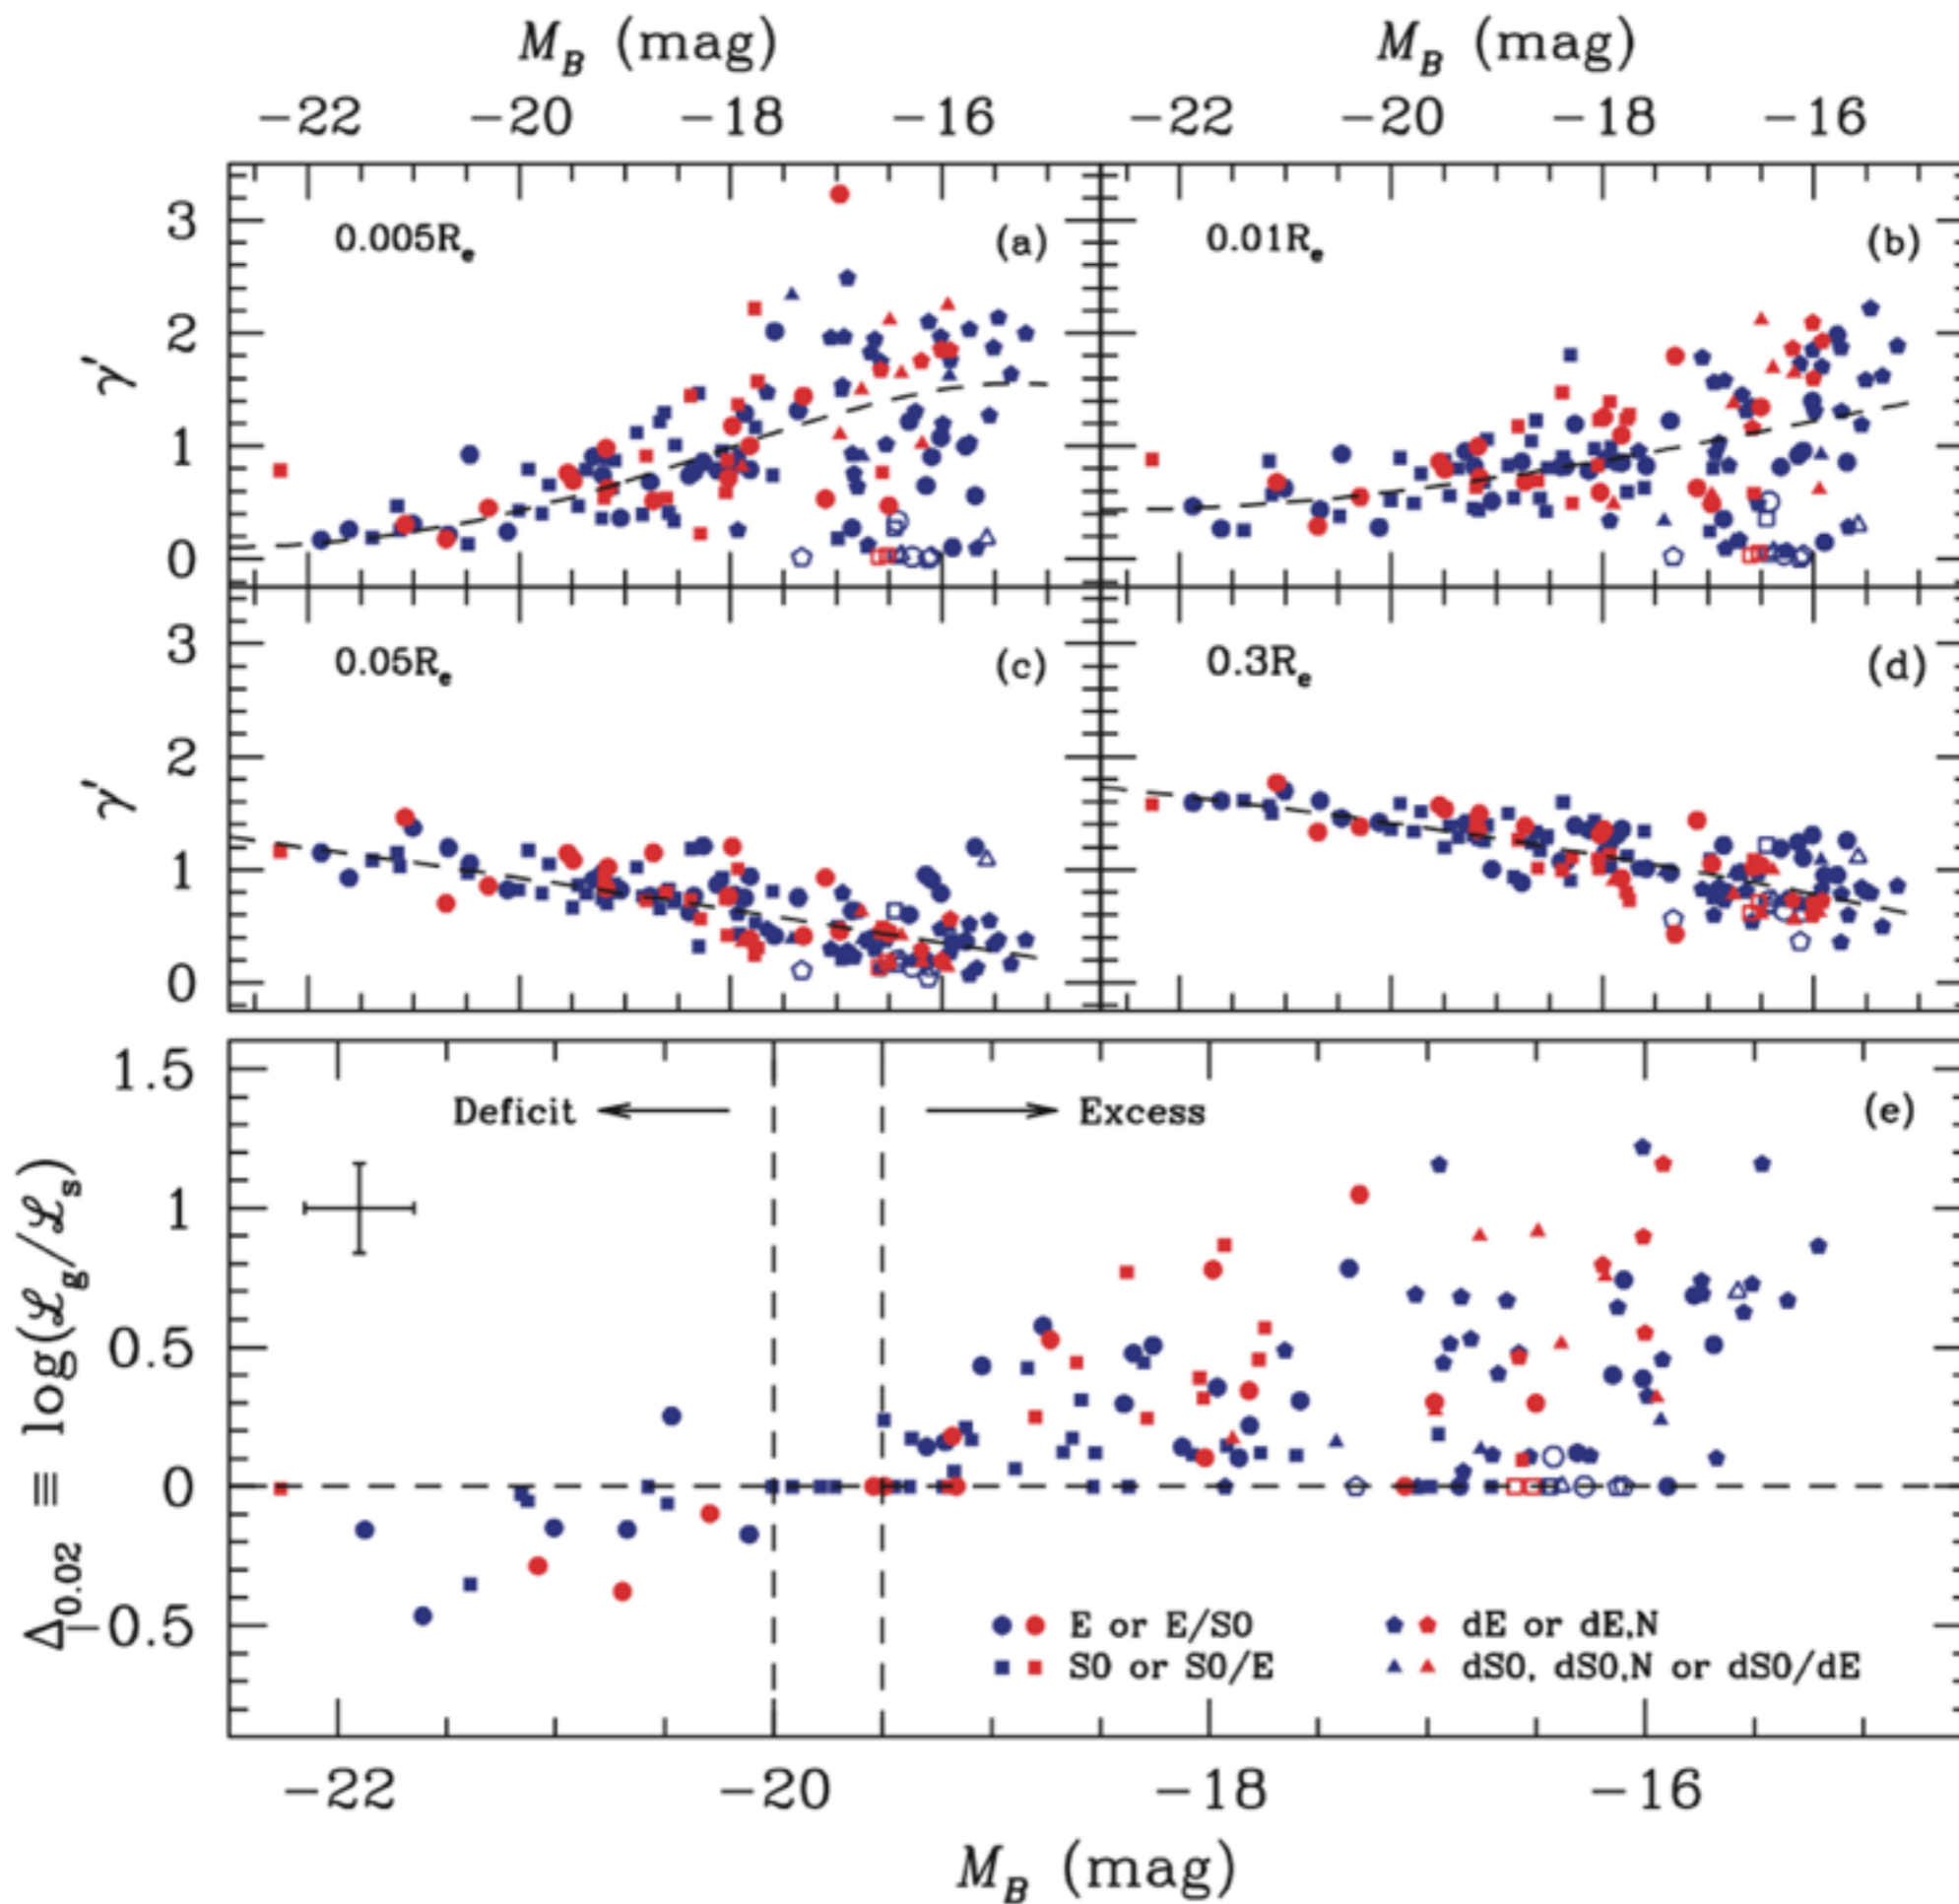 M_B (mag) M_B (mag)
−22 −20 −18 −16 −22 −20 −18 −16
3 0.005R_e (a) 0.01R_e (b)
2
γ′
1
0
3 0.05R_e (c) 0.3R_e (d)
2
γ′
1
0
1.5 Deficit Excess (e)
1
0.5
0
−0.5
Δ_0.02 ≡ log(ℒ_g/ℒ_s)
E or E/S0 dE or dE,N
S0 or S0/E dS0, dS0,N or dS0/dE
−22 −20 −18 −16
M_B (mag)